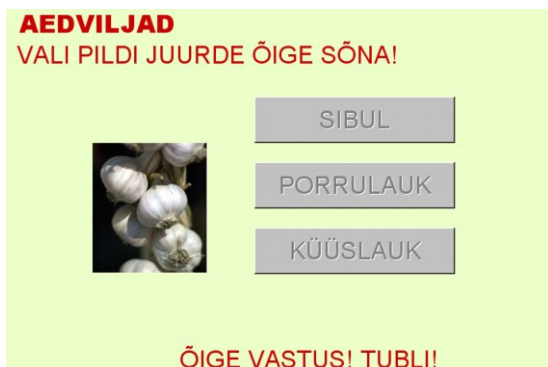 AEDVILJAD
VALI PILDI JUURDE ÕIGE SÕNA!
SIBUL
PORRULAUK
KÜÜSLAUK
ÕIGE VASTUS! TUBLI!